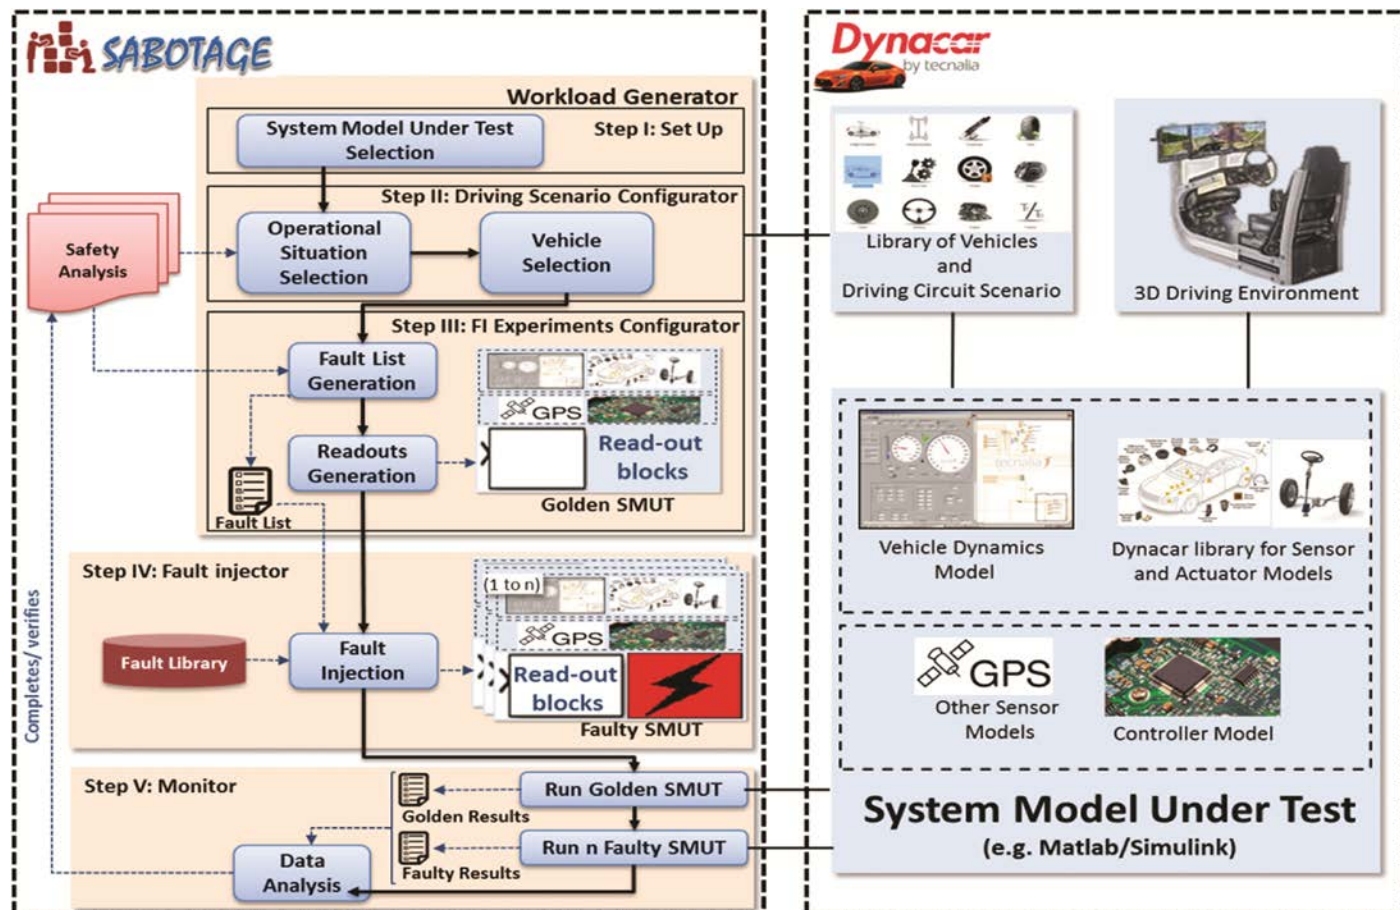 SABOTAGE
Workload Generator
System Model Under Test
Selection
Step I: Set Up
Step II: Driving Scenario Configurator
Operational
Situation
Selection
Vehicle
Selection
Safety
Analysis
Step III: FI Experiments Configurator
Fault List
Generation
Readouts
Generation
GPS
Read-out
blocks
Golden SMUT
Fault List
Step IV: Fault injector
Fault Library
Fault
Injection
(1 to n)
GPS
Read-out
blocks
Faulty SMUT
Completes/ verifies
Step V: Monitor
Run Golden SMUT
Golden Results
Run n Faulty SMUT
Faulty Results
Data
Analysis
Dynacar
by tecnalia
Library of Vehicles
and
Driving Circuit Scenario
3D Driving Environment
tecnalia
Vehicle Dynamics
Model
Dynacar library for Sensor
and Actuator Models
GPS
Other Sensor
Models
Controller Model
System Model Under Test
(e.g. Matlab/Simulink)